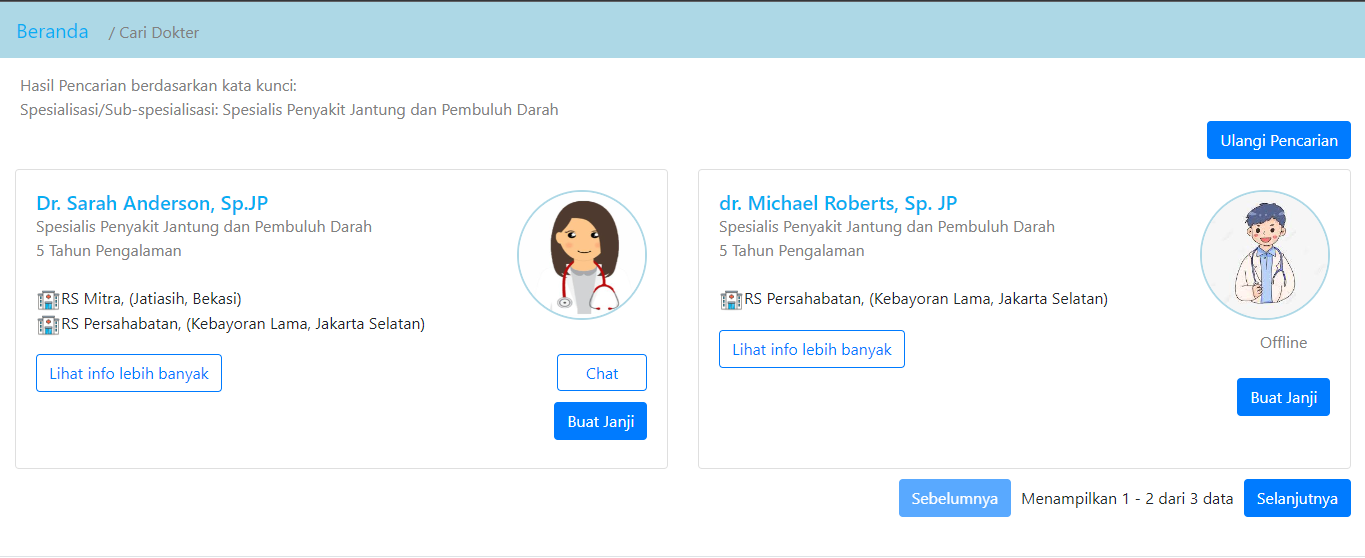 Beranda / Cari Dokter
Hasil Pencarian berdasarkan kata kunci:
Spesialisasi/Sub-spesialisasi: Spesialis Penyakit Jantung dan Pembuluh Darah
Ulangi Pencarian
Dr. Sarah Anderson, Sp.JP
Spesialis Penyakit Jantung dan Pembuluh Darah
5 Tahun Pengalaman
RS Mitra, (Jatiasih, Bekasi)
RS Persahabatan, (Kebayoran Lama, Jakarta Selatan)
Lihat info lebih banyak
Chat
Buat Janji
dr. Michael Roberts, Sp. JP
Spesialis Penyakit Jantung dan Pembuluh Darah
5 Tahun Pengalaman
RS Persahabatan, (Kebayoran Lama, Jakarta Selatan)
Lihat info lebih banyak
Offline
Buat Janji
Sebelumnya Menampilkan 1 - 2 dari 3 data Selanjutnya